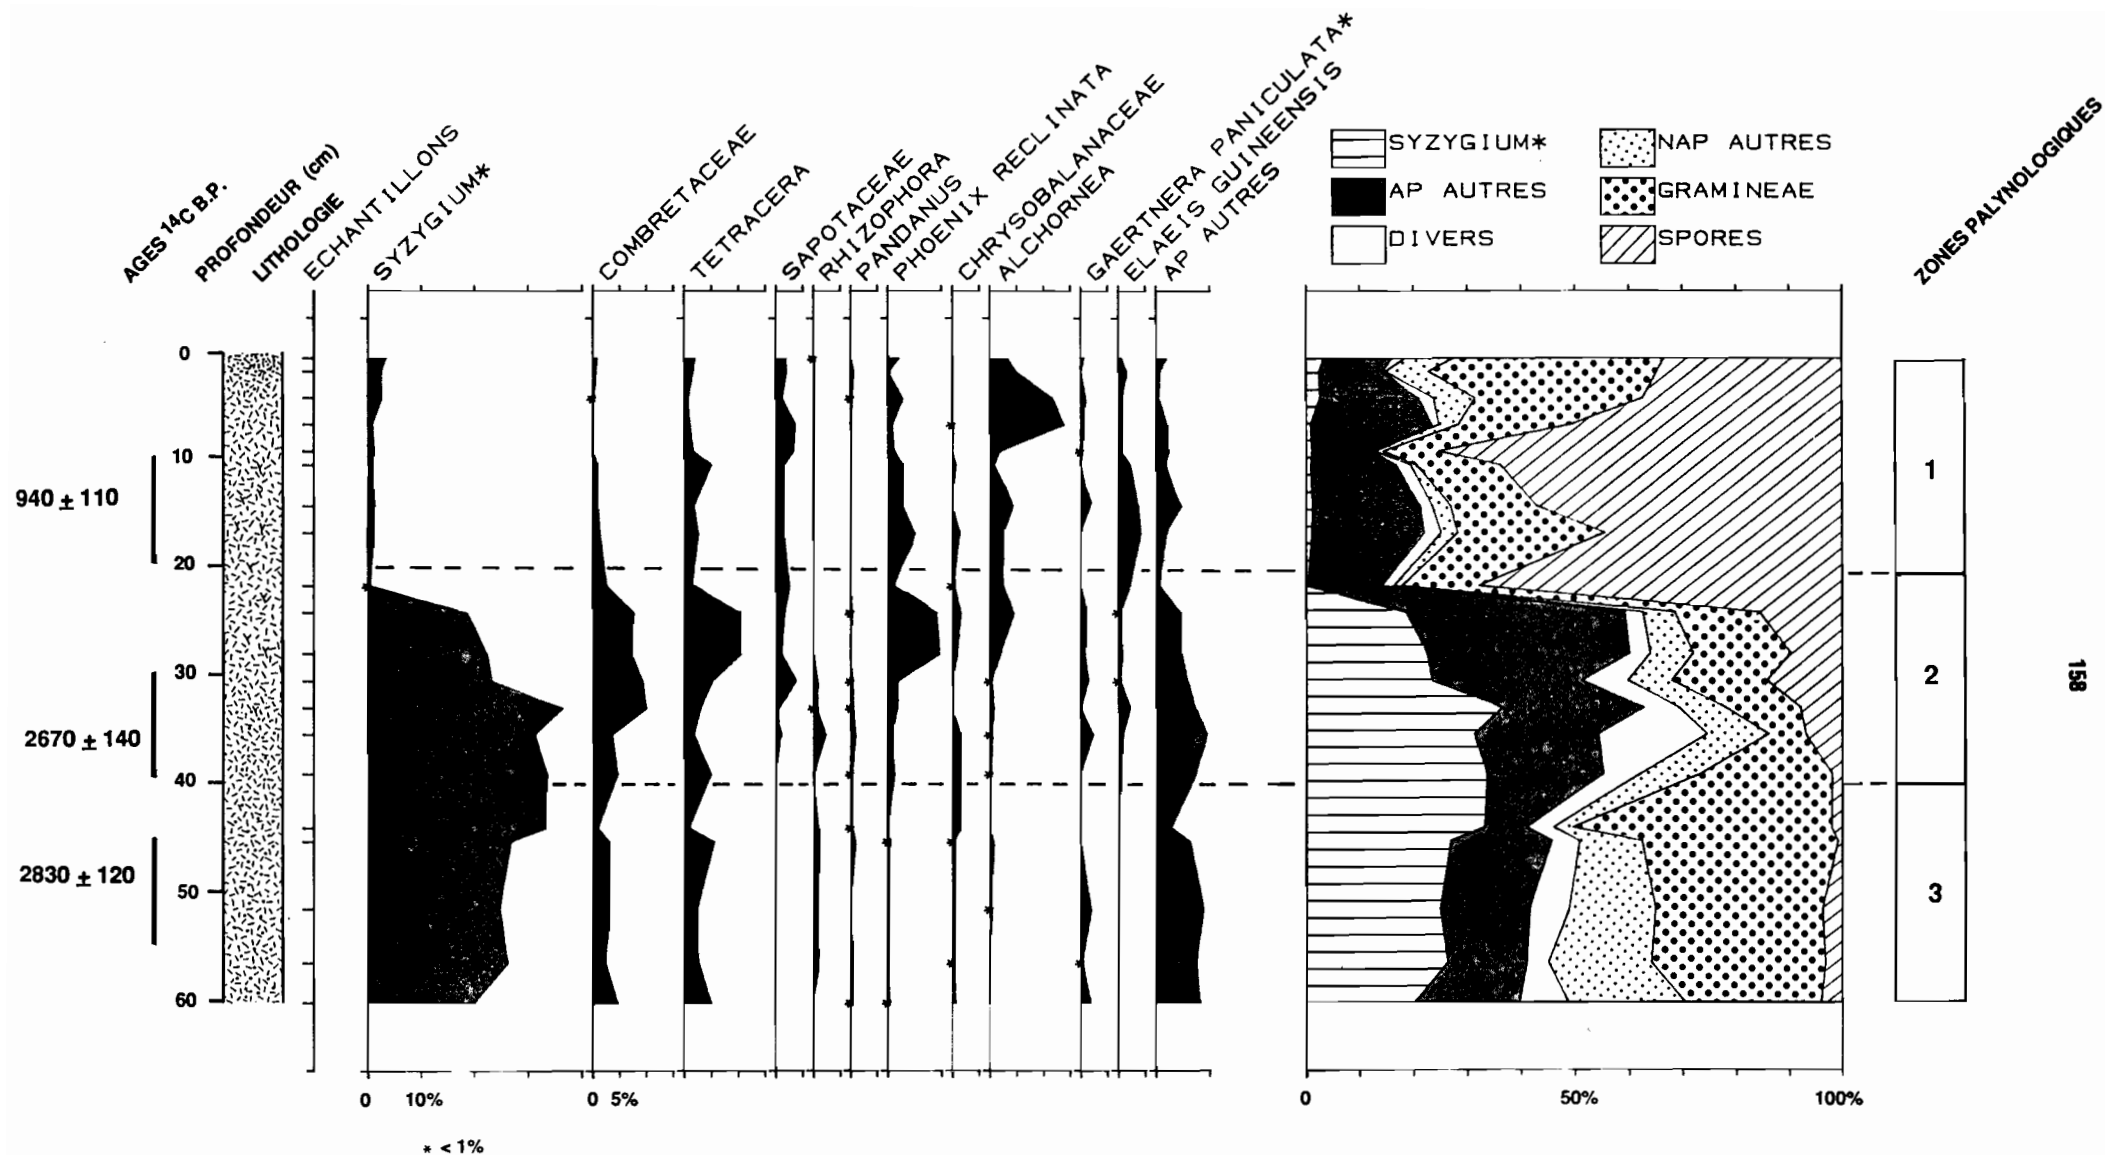 AGES 14C B.P.
PROFONDEUR (cm)
LITHOLOGIE
ECHANTILLONS
SYZYGIUM*
COMBRETACEAE
TETRACERA
SAPOTACEAE
RHIZOPHORA
PANDANUS
PHOENIX RECLINATA
CHRYSOBALANACEAE
ALCHORNEA
GAERTNERA PANICULATA*
ELAEIS GUINEENSIS
AP AUTRES
SYZYGIUM*
AP AUTRES
DIVERS
NAP AUTRES
GRAMINEAE
SPORES
ZONES PALYNOLOGIQUES
0
10
20
30
40
50
60
940 ± 110
2670 ± 140
2830 ± 120
1
2
3
158
0 10%
0 5%
0 50% 100%
* < 1%